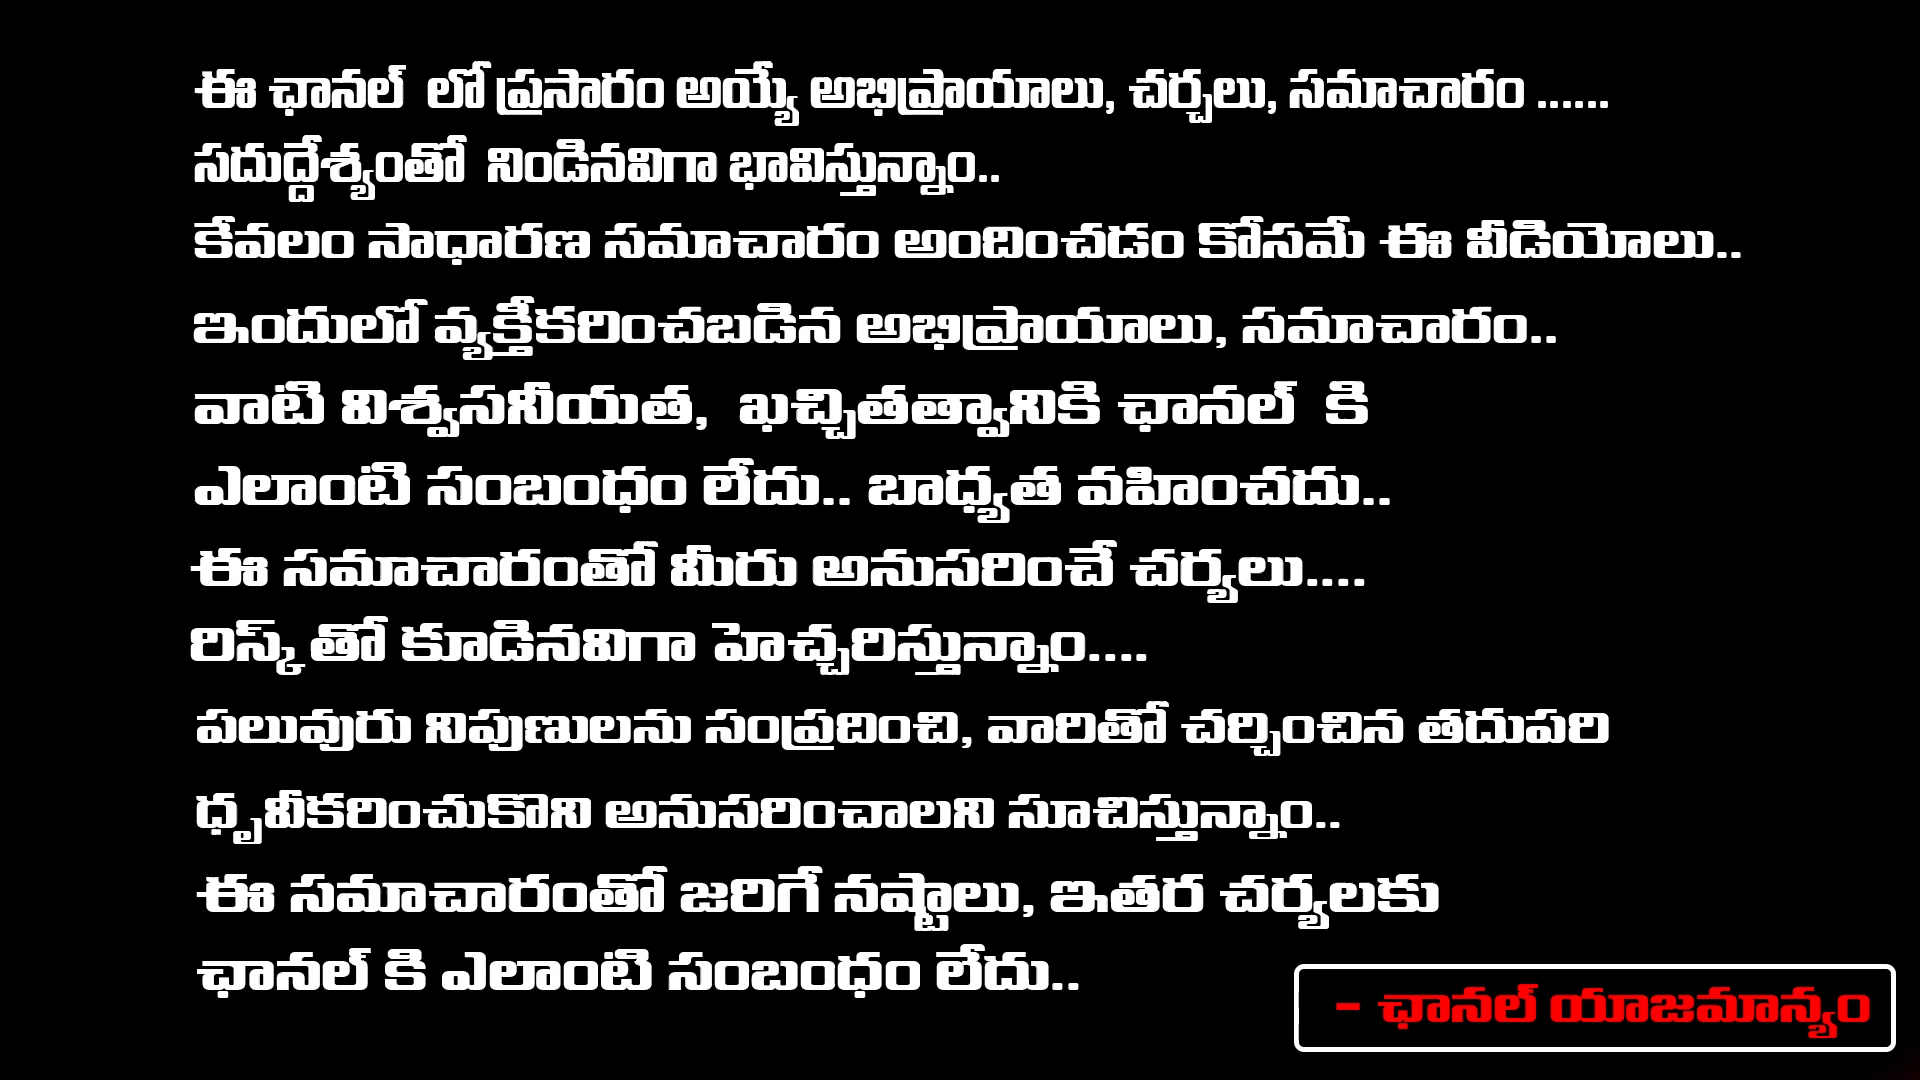 ఈ ఛానల్ లో ప్రసారం అయ్యే అభిప్రాయాలు, చర్చలు, సమాచారం ......
సదుద్దేశ్యంతో నిండినవిగా భావిస్తున్నాం..
కేవలం సాధారణ సమాచారం అందించడం కోసమే ఈ వీడియోలు..
ఇందులో వ్యక్తీకరించబడిన అభిప్రాయాలు, సమాచారం..
వాటి విశ్వసనీయత, ఖచ్చితత్వానికి ఛానల్ కి
ఎలాంటి సంబంధం లేదు.. బాధ్యత వహించదు..
ఈ సమాచారంతో మీరు అనుసరించే చర్యలు....
రిస్క్ తో కూడినవిగా హెచ్చరిస్తున్నాం....
పలువురు నిపుణులను సంప్రదించి, వారితో చర్చించిన తదుపరి
ధృవీకరించుకొని అనుసరించాలని సూచిస్తున్నాం..
ఈ సమాచారంతో జరిగే నష్టాలు, ఇతర చర్యలకు
ఛానల్ కి ఎలాంటి సంబంధం లేదు..
- ఛానల్ యాజమాన్యం